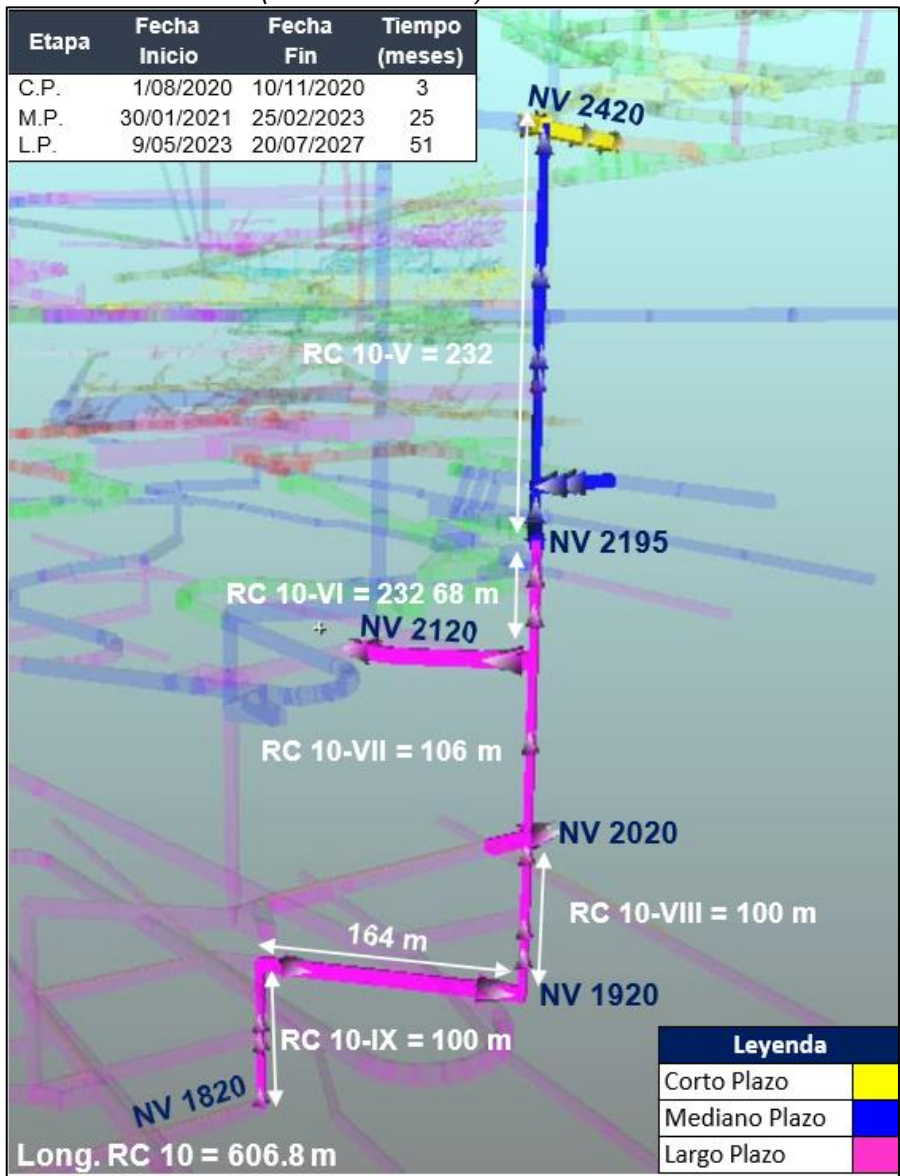 Etapa Fecha Inicio Fecha Fin Tiempo (meses)
C.P. 1/08/2020 10/11/2020 3
M.P. 30/01/2021 25/02/2023 25
L.P. 9/05/2023 20/07/2027 51
NV 2420
RC 10-V = 232
NV 2195
RC 10-VI = 232 68 m
NV 2120
RC 10-VII = 106 m
NV 2020
RC 10-VIII = 100 m
164 m
NV 1920
RC 10-IX = 100 m
NV 1820
Long. RC 10 = 606.8 m
Leyenda
Corto Plazo
Mediano Plazo
Largo Plazo